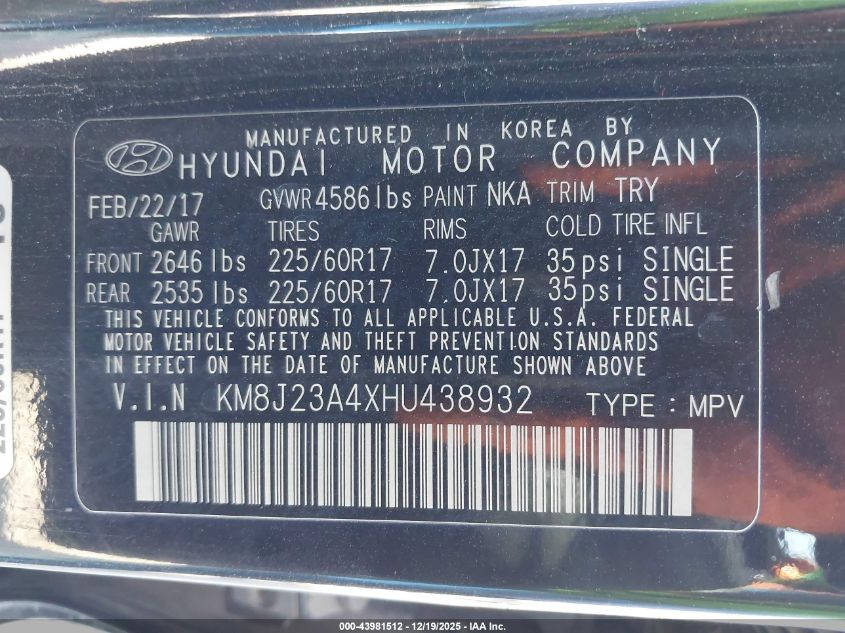 MANUFACTURED IN KOREA BY
HYUNDAI MOTOR COMPANY
FEB/22/17 GVWR 4586 lbs PAINT NKA TRIM TRY
GAWR TIRES RIMS COLD TIRE INFL
FRONT 2646 lbs 225/60R17 7.0JX17 35psi SINGLE
REAR 2535 lbs 225/60R17 7.0JX17 35psi SINGLE
THIS VEHICLE CONFORMS TO ALL APPLICABLE U.S.A. FEDERAL
MOTOR VEHICLE SAFETY AND THEFT PREVENTION STANDARDS
IN EFFECT ON THE DATE OF MANUFACTURE SHOWN ABOVE
V.I.N KM8J23A4XHU438932 TYPE : MPV
000-43981512 - 12/19/2025 - IAA Inc.